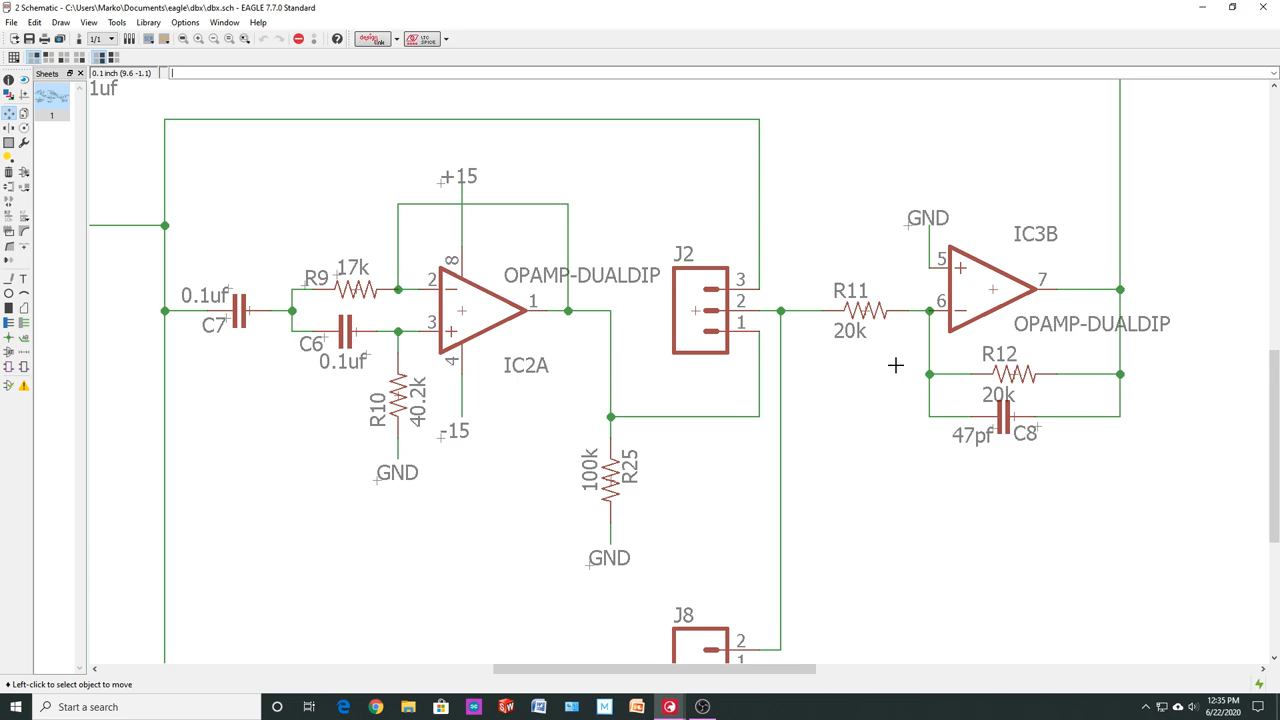 2 Schematic - C:\Users\Marko\Documents\eagle\dbx\dbx.sch - EAGLE 7.7.0 Standard
File Edit Draw View Tools Library Options Window Help
1/1
design link
LTC SPICE
Sheets
0.1 inch (9.6 -1.1)
1
1uf
+15
GND
IC3B
J2
R9
17k
8
2
OPAMP-DUALDIP
3
5
7
0.1uf
C7
3
1
2
1
R11
20k
6
OPAMP-DUALDIP
C6
0.1uf
4
IC2A
R12
20k
R10
40.2k
47pf
C8
-15
GND
100k
R25
GND
J8
2
1
Left-click to select object to move
Start a search
12:35 PM
6/22/2020